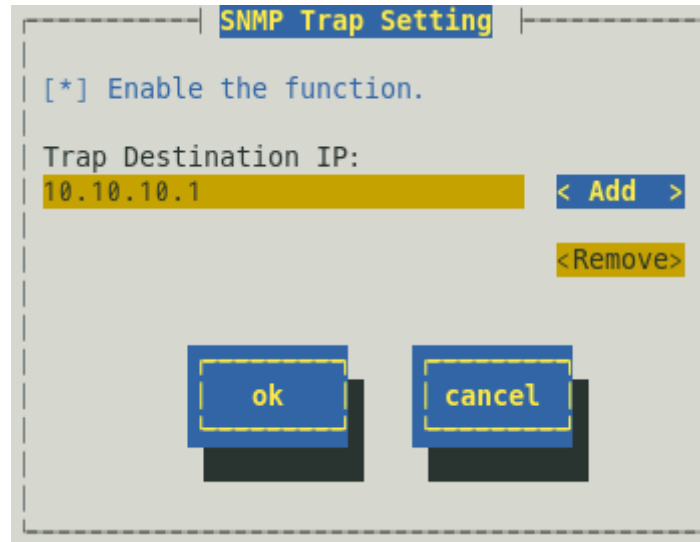 SNMP Trap Setting
[*] Enable the function.
Trap Destination IP:
10.10.10.1 < Add >
<Remove>
ok cancel